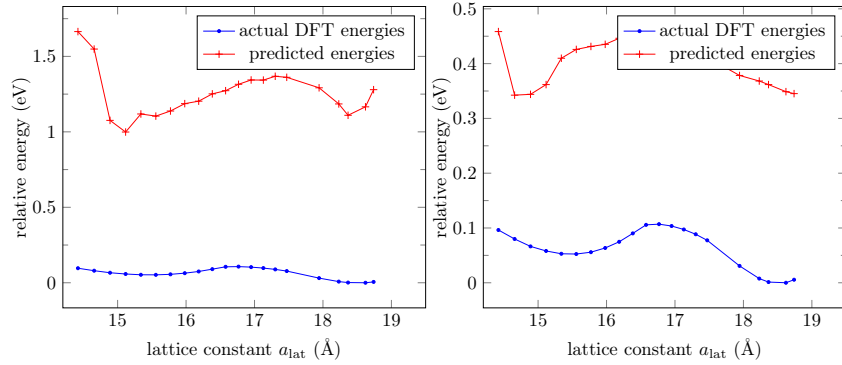 actual DFT energies
predicted energies
relative energy (eV)
1.5
1
0.5
0
15
16
17
18
19
lattice constant a_lat (Å)
actual DFT energies
predicted energies
relative energy (eV)
0.5
0.4
0.3
0.2
0.1
0
15
16
17
18
19
lattice constant a_lat (Å)